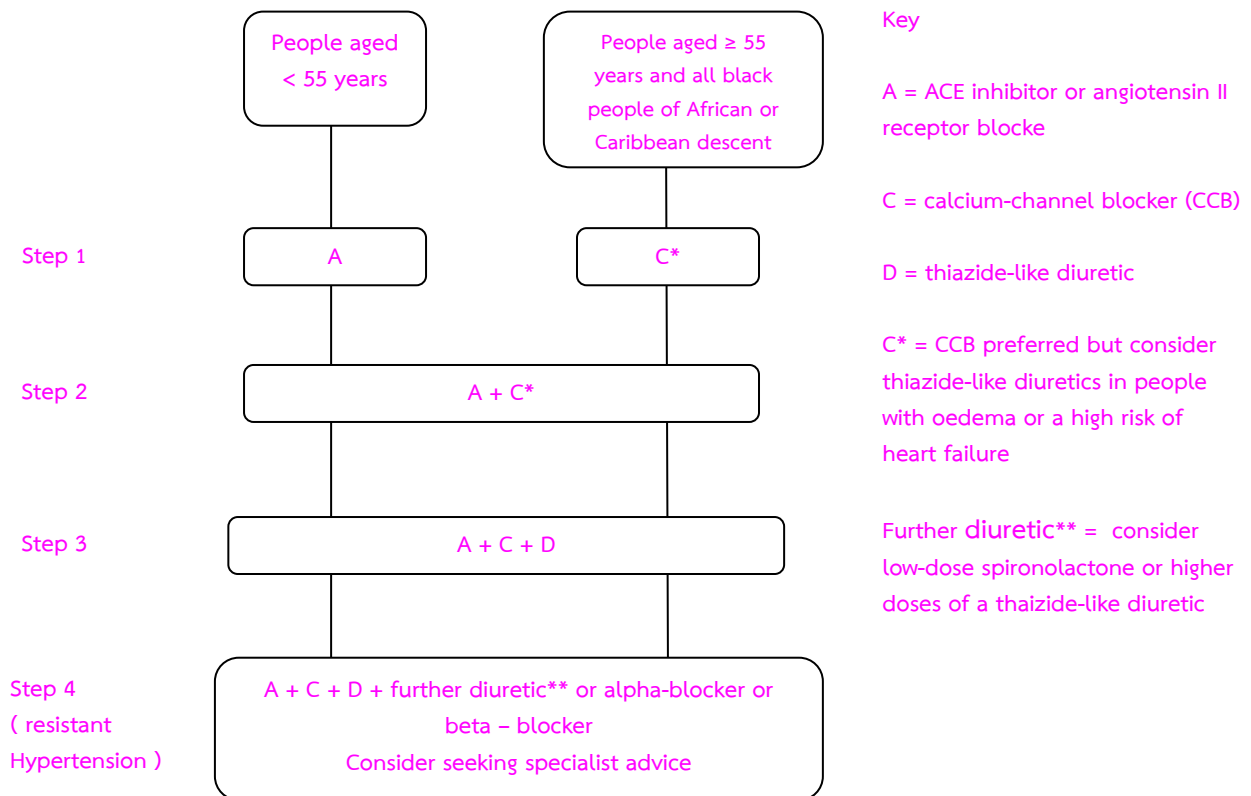 People aged
< 55 years
People aged ≥ 55
years and all black
people of African or
Caribbean descent
Step 1
A
C*
Step 2
A + C*
Step 3
A + C + D
Step 4
( resistant
Hypertension )
A + C + D + further diuretic** or alpha-blocker or
beta – blocker
Consider seeking specialist advice
Key
A = ACE inhibitor or angiotensin II
receptor blocke
C = calcium-channel blocker (CCB)
D = thiazide-like diuretic
C* = CCB preferred but consider
thiazide-like diuretics in people
with oedema or a high risk of
heart failure
Further diuretic** = consider
low-dose spironolactone or higher
doses of a thaizide-like diuretic